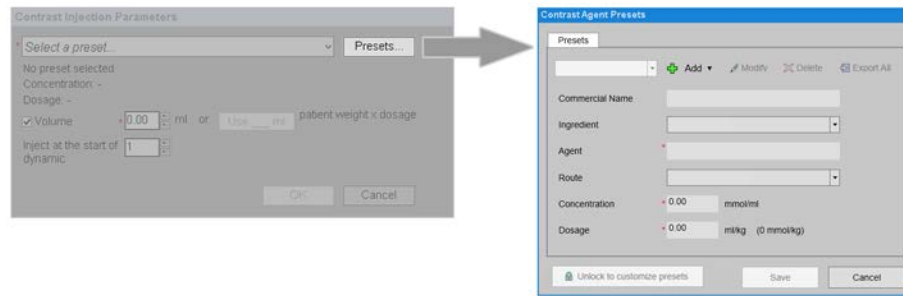 Contrast Injection Parameters
* Select a preset... Presets...
No preset selected
Concentration: -
Dosage: -
Volume * 0.00 ml or Use ___ ml patient weight x dosage
Inject at the start of dynamic 1
OK Cancel
Contrast Agent Presets
Presets
Add Modify Delete Export All
Commercial Name
Ingredient
Agent *
Route
Concentration * 0.00 mmol/ml
Dosage * 0.00 ml/kg (0 mmol/kg)
Unlock to customize presets Save Cancel